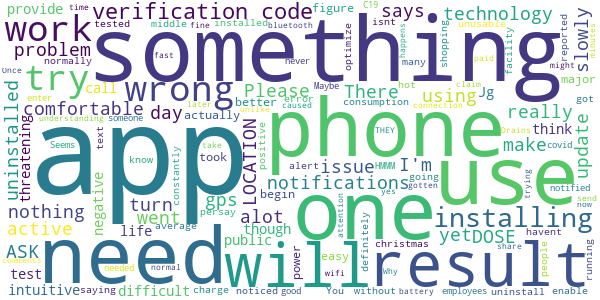 work verification code says technology
provide tested middle installed fine bluetooth C19 figure isnt shopping unusable optimize
time
problem something slowly
hot many happens paid facility might reported minutes
try wrong Please There using Jg major
fast never Maybe
Once enter call better consumption claim
comfortable day actually really got
uninstalled threatening understanding later error caused unlike connection
app phone use update
text someone positive make think covid
Seems know take took LOCATION alert issue I'm THEY Drains
nothing constantly turn gps notifications HMMM going gotten yes trying notified
begin installing send now
active negative went persay alot attention yet DOSE
need will one result
ASK life average though power definitely christmas havent people running
test needed public easy wifi Why share
intuitive saying normal difficult charge noticed good You without battery employees uninstall enable
comments normally